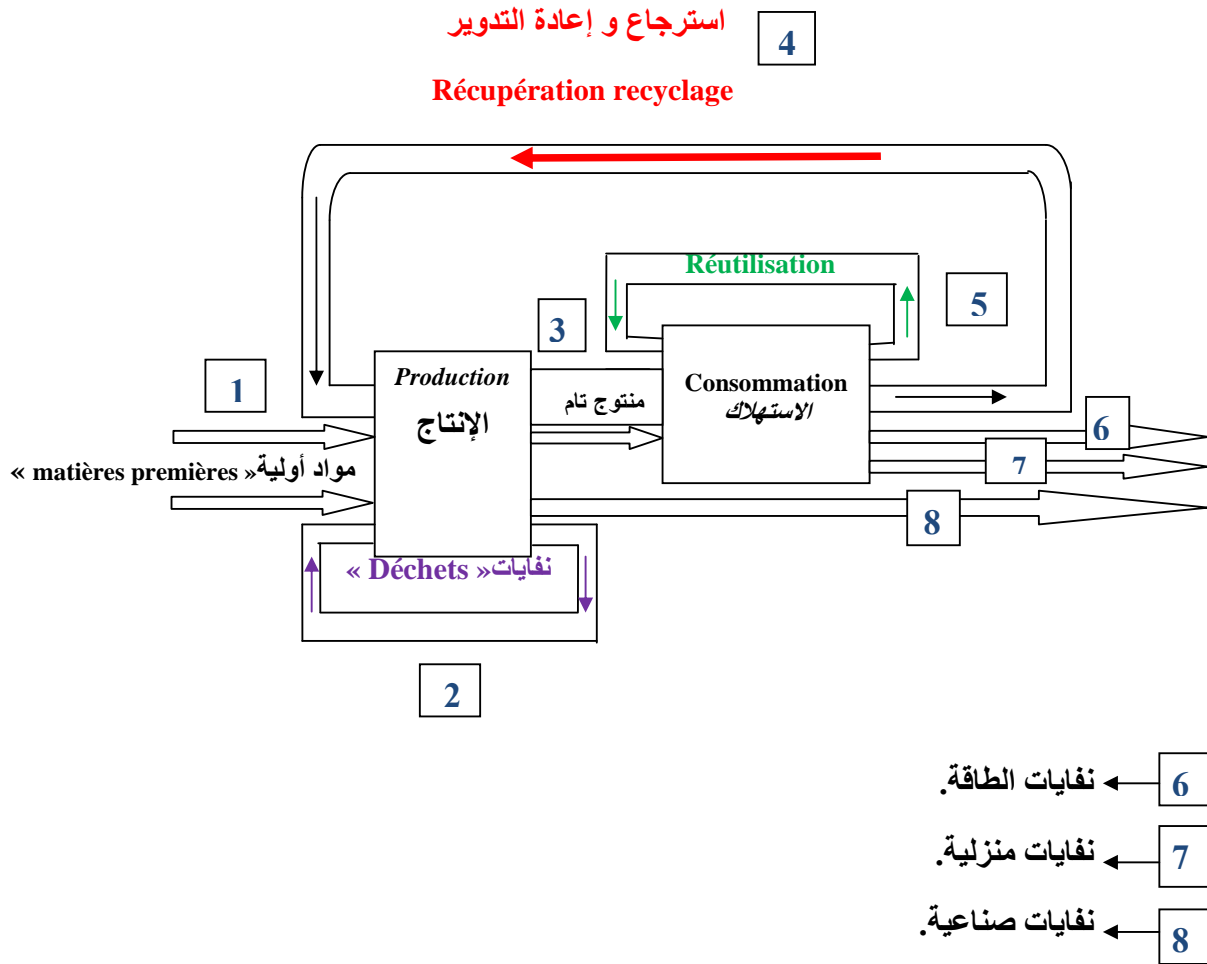 استرجاع و إعادة التدوير
4
Récupération recyclage
Réutilisation
5
3
1
Production
الإنتاج
Consommation
الاستهلاك
منتوج تام
6
7
مواد أولية« matières premières »
8
نفايات« Déchets »
2
6
نفايات الطاقة.
7
نفايات منزلية.
8
نفايات صناعية.